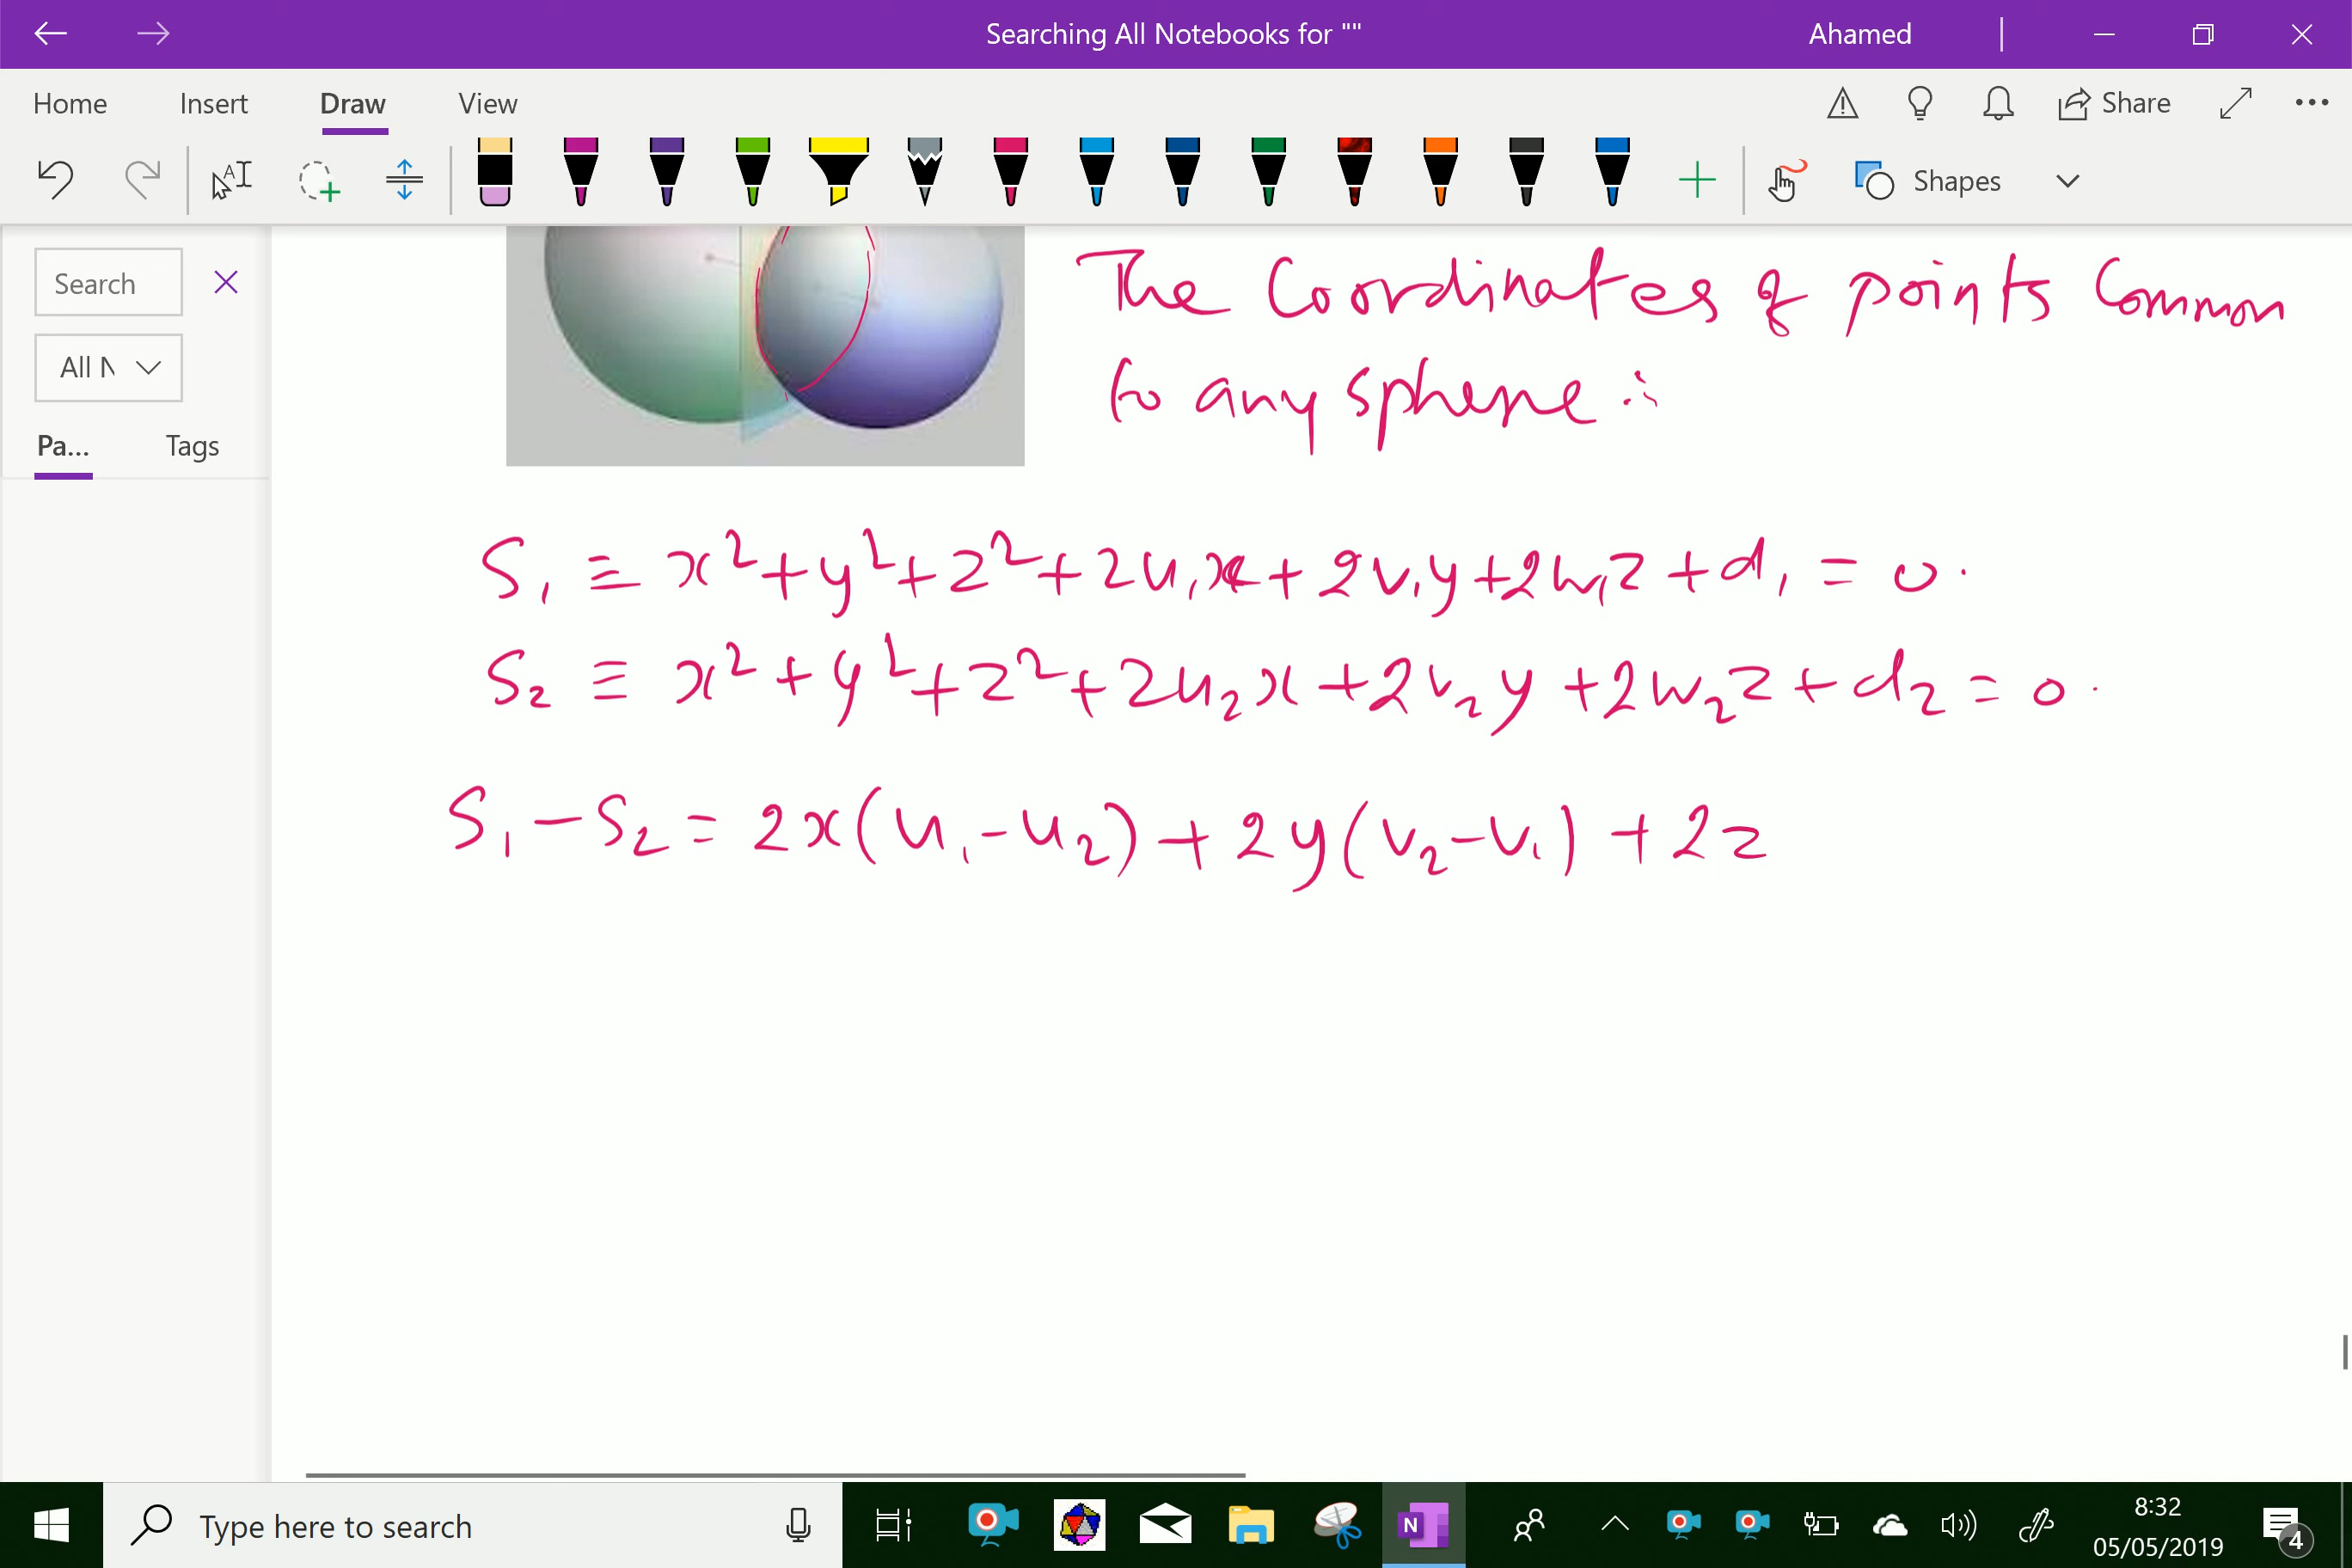 Searching All Notebooks for "" Ahamed
Home Insert Draw View Share
Shapes
Search
All N
Pa... Tags
The Coordinates of points Common
to any sphere :
S₁ ≡ x²+y²+z²+2u₁x+2v₁y+2w₁z+d₁ = 0.
S₂ ≡ x²+y²+z²+2u₂x+2v₂y+2w₂z+d₂ = 0.
S₁-S₂ = 2x(u₁-u₂)+2y(v₂-v₁)+2z
N
Type here to search
8:32
05/05/2019
4